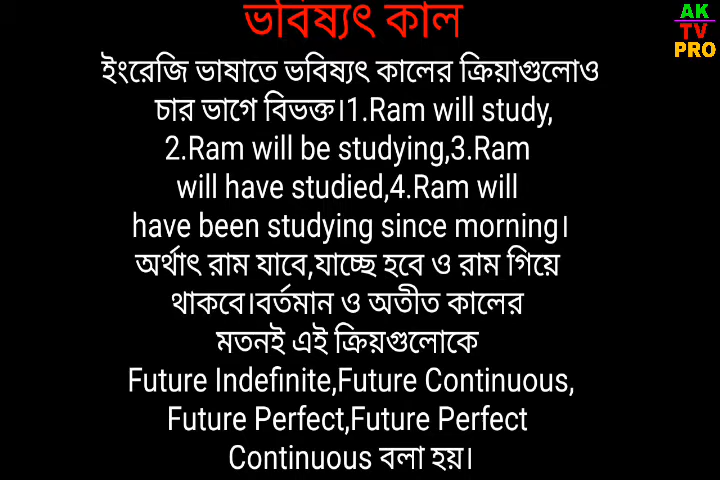 ভবিষ্যৎ কাল
AK
TV
PRO
ইংরেজি ভাষাতে ভবিষ্যৎ কালের ক্রিয়াগুলোও
চার ভাগে বিভক্ত।1.Ram will study,
2.Ram will be studying,3.Ram
will have studied,4.Ram will
have been studying since morning।
অর্থাৎ রাম যাবে,যাচ্ছে হবে ও রাম গিয়ে
থাকবে।বর্তমান ও অতীত কালের
মতনই এই ক্রিয়গুলোকে
Future Indefinite,Future Continuous,
Future Perfect,Future Perfect
Continuous বলা হয়।